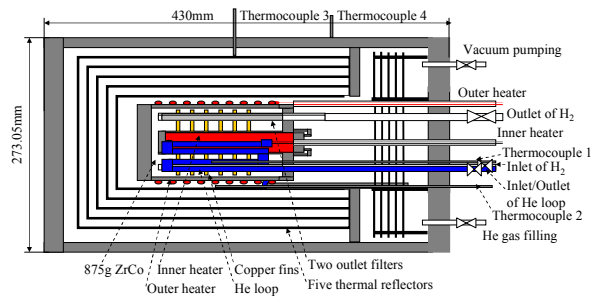 430mm
Thermocouple 3
Thermocouple 4
Vacuum pumping
Outer heater
Outlet of H2
Inner heater
Thermocouple 1
Inlet of H2
Inlet/Outlet
of He loop
Thermocouple 2
He gas filling
273.05mm
875g ZrCo
Inner heater
Copper fins
Two outlet filters
Outer heater
He loop
Five thermal reflectors